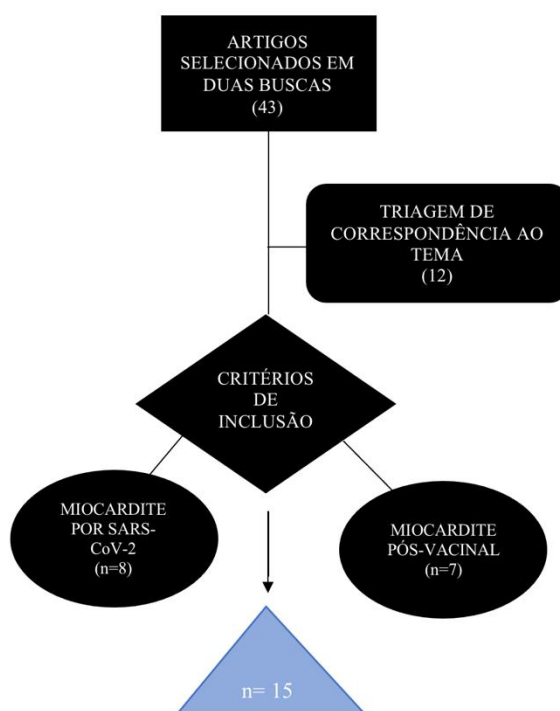 ARTIGOS
SELECIONADOS EM
DUAS BUSCAS
(43)
TRIAGEM DE
CORRESPONDÊNCIA AO
TEMA
(12)
CRITÉRIOS
DE
INCLUSÃO
MIOCARDITE
POR SARS-
CoV-2
(n=8)
MIOCARDITE
PÓS-VACINAL
(n=7)
n= 15